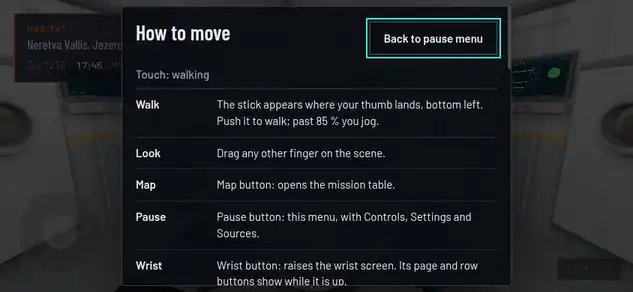 How to move
Back to pause menu
HABITAT
Neretva Vallis, Jezero
17:46
Touch: walking
Walk
The stick appears where your thumb lands, bottom left.
Push it to walk; past 85 % you jog.
Look
Drag any other finger on the scene.
Map
Map button: opens the mission table.
Pause
Pause button: this menu, with Controls, Settings and
Sources.
Wrist
Wrist button: raises the wrist screen. Its page and row
buttons show while it is up.